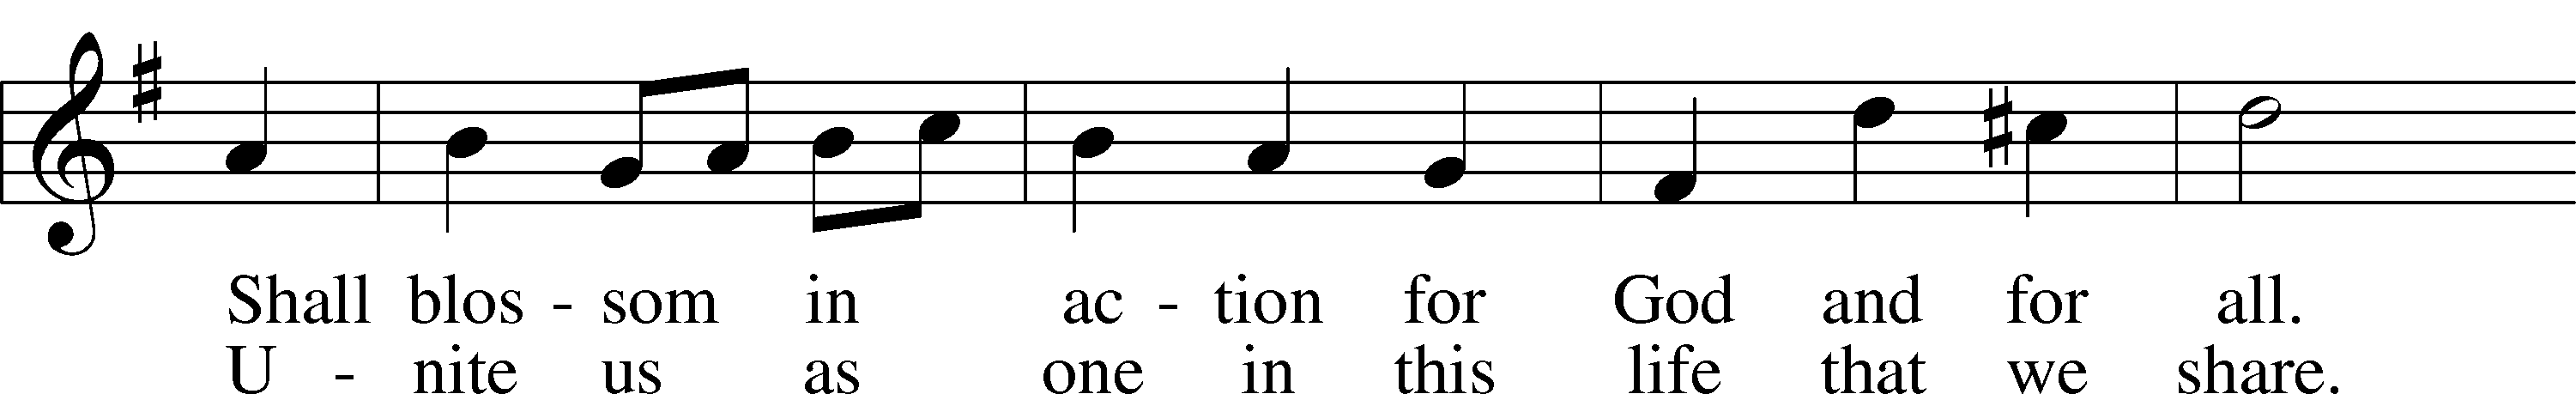 Shall blos - som in ac - tion for God and for all.
U - nite us as one in this life that we share.